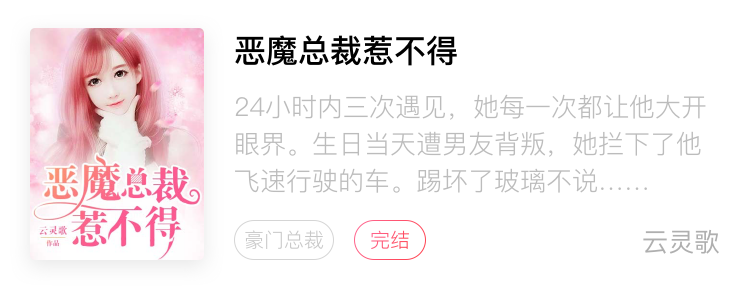 恶魔总裁
惹不得
云灵歌
作品
恶魔总裁惹不得
24小时内三次遇见，她每一次都让他大开
眼界。生日当天遭男友背叛，她拦下了他
飞速行驶的车。踢坏了玻璃不说……
豪门总裁
完结
云灵歌